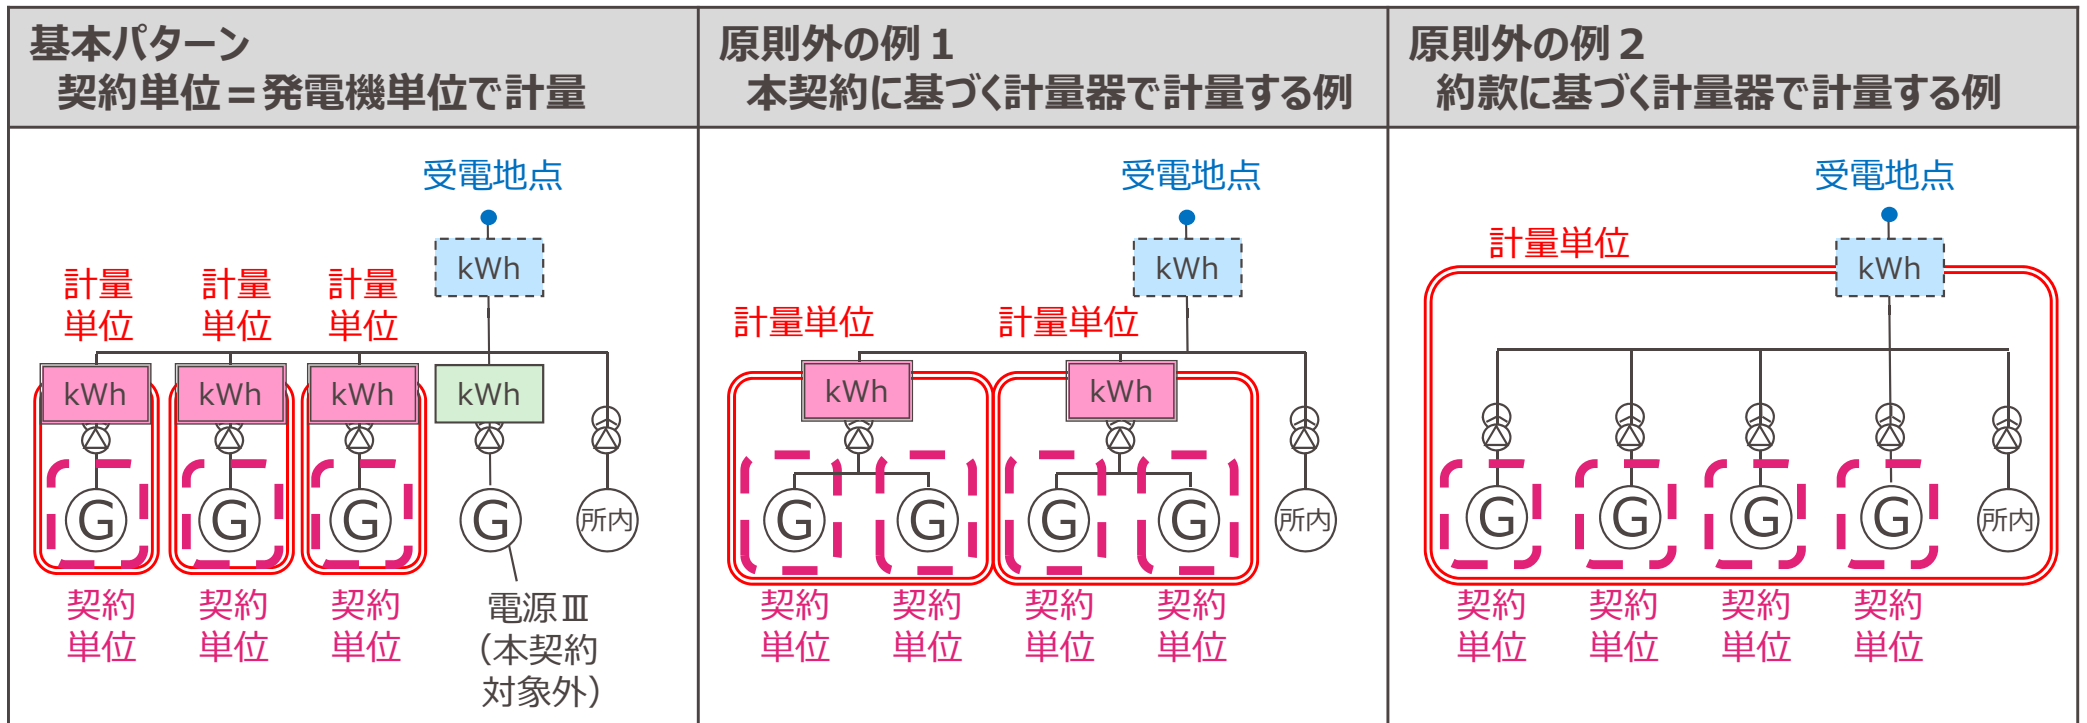 基本パターン
契約単位＝発電機単位で計量
受電地点
kWh
計量
単位
計量
単位
計量
単位
kWh
kWh
kWh
kWh
G
G
G
G
所内
契約
単位
契約
単位
契約
単位
電源Ⅲ
（本契約
対象外）
原則外の例１
本契約に基づく計量器で計量する例
受電地点
kWh
計量単位
計量単位
kWh
kWh
G
G
G
G
所内
契約
単位
契約
単位
契約
単位
契約
単位
原則外の例２
約款に基づく計量器で計量する例
受電地点
計量単位
kWh
G
G
G
G
所内
契約
単位
契約
単位
契約
単位
契約
単位